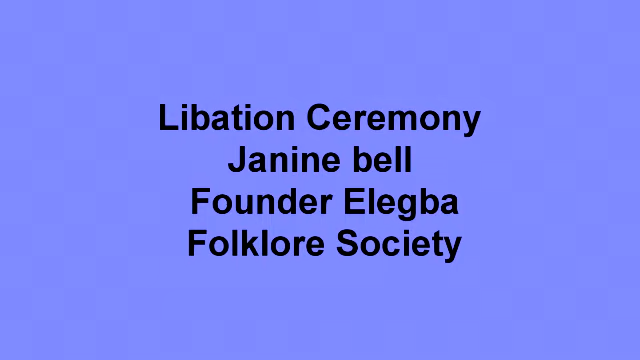 Libation Ceremony
Janine bell
Founder Elegba
Folklore Society